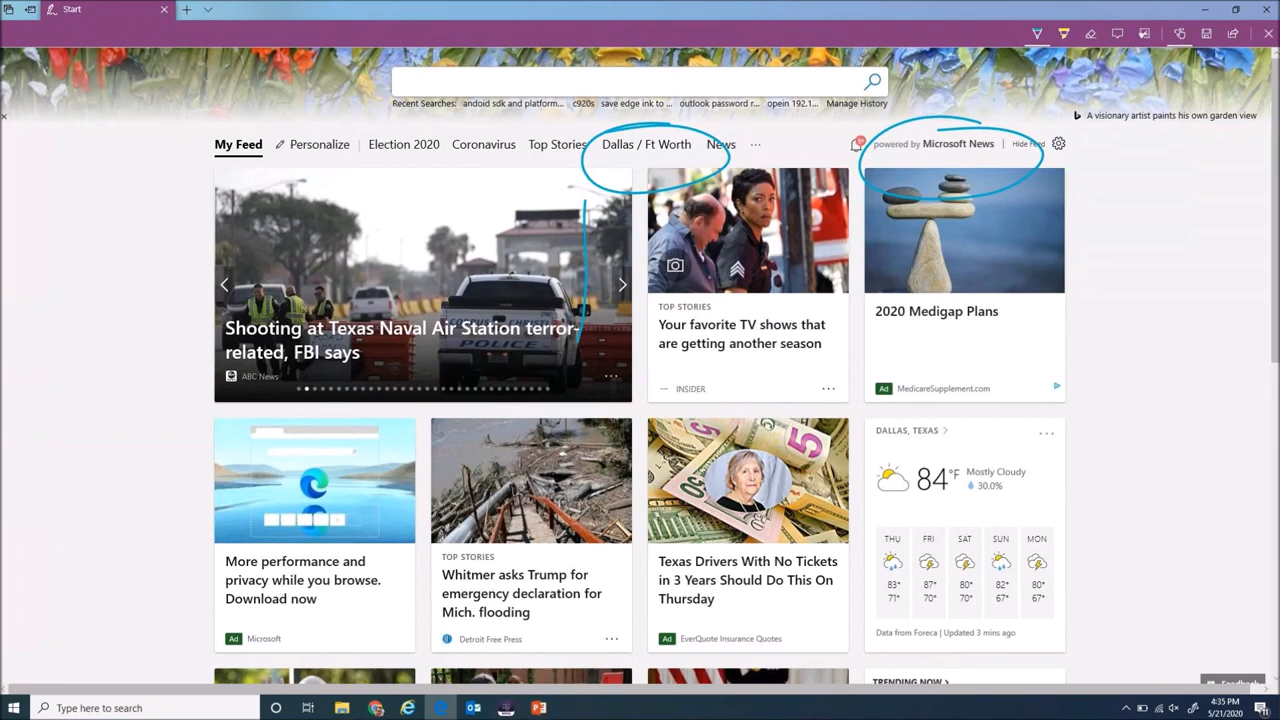 Start
Recent Searches: andoid sdk and platform... c920s save edge ink to ... outlook password r... opein 192.1... Manage History
A visionary artist paints his own garden view
My Feed Personalize Election 2020 Coronavirus Top Stories Dallas / Ft Worth News ... powered by Microsoft News Hide Feed
POLICE
Shooting at Texas Naval Air Station terror-
related, FBI says
ABC News
TOP STORIES
Your favorite TV shows that
are getting another season
INSIDER
2020 Medigap Plans
Ad MedicareSupplement.com
More performance and
privacy while you browse.
Download now
Ad Microsoft
TOP STORIES
Whitmer asks Trump for
emergency declaration for
Mich. flooding
Detroit Free Press
5
Texas Drivers With No Tickets
in 3 Years Should Do This On
Thursday
Ad EverQuote Insurance Quotes
DALLAS, TEXAS
84°F Mostly Cloudy
30.0%
THU FRI SAT SUN MON
83° 87° 80° 82° 80°
71° 70° 70° 67° 67°
Data from Foreca | Updated 3 mins ago
TRENDING NOW
Feedback
Type here to search
4:35 PM
5/21/2020